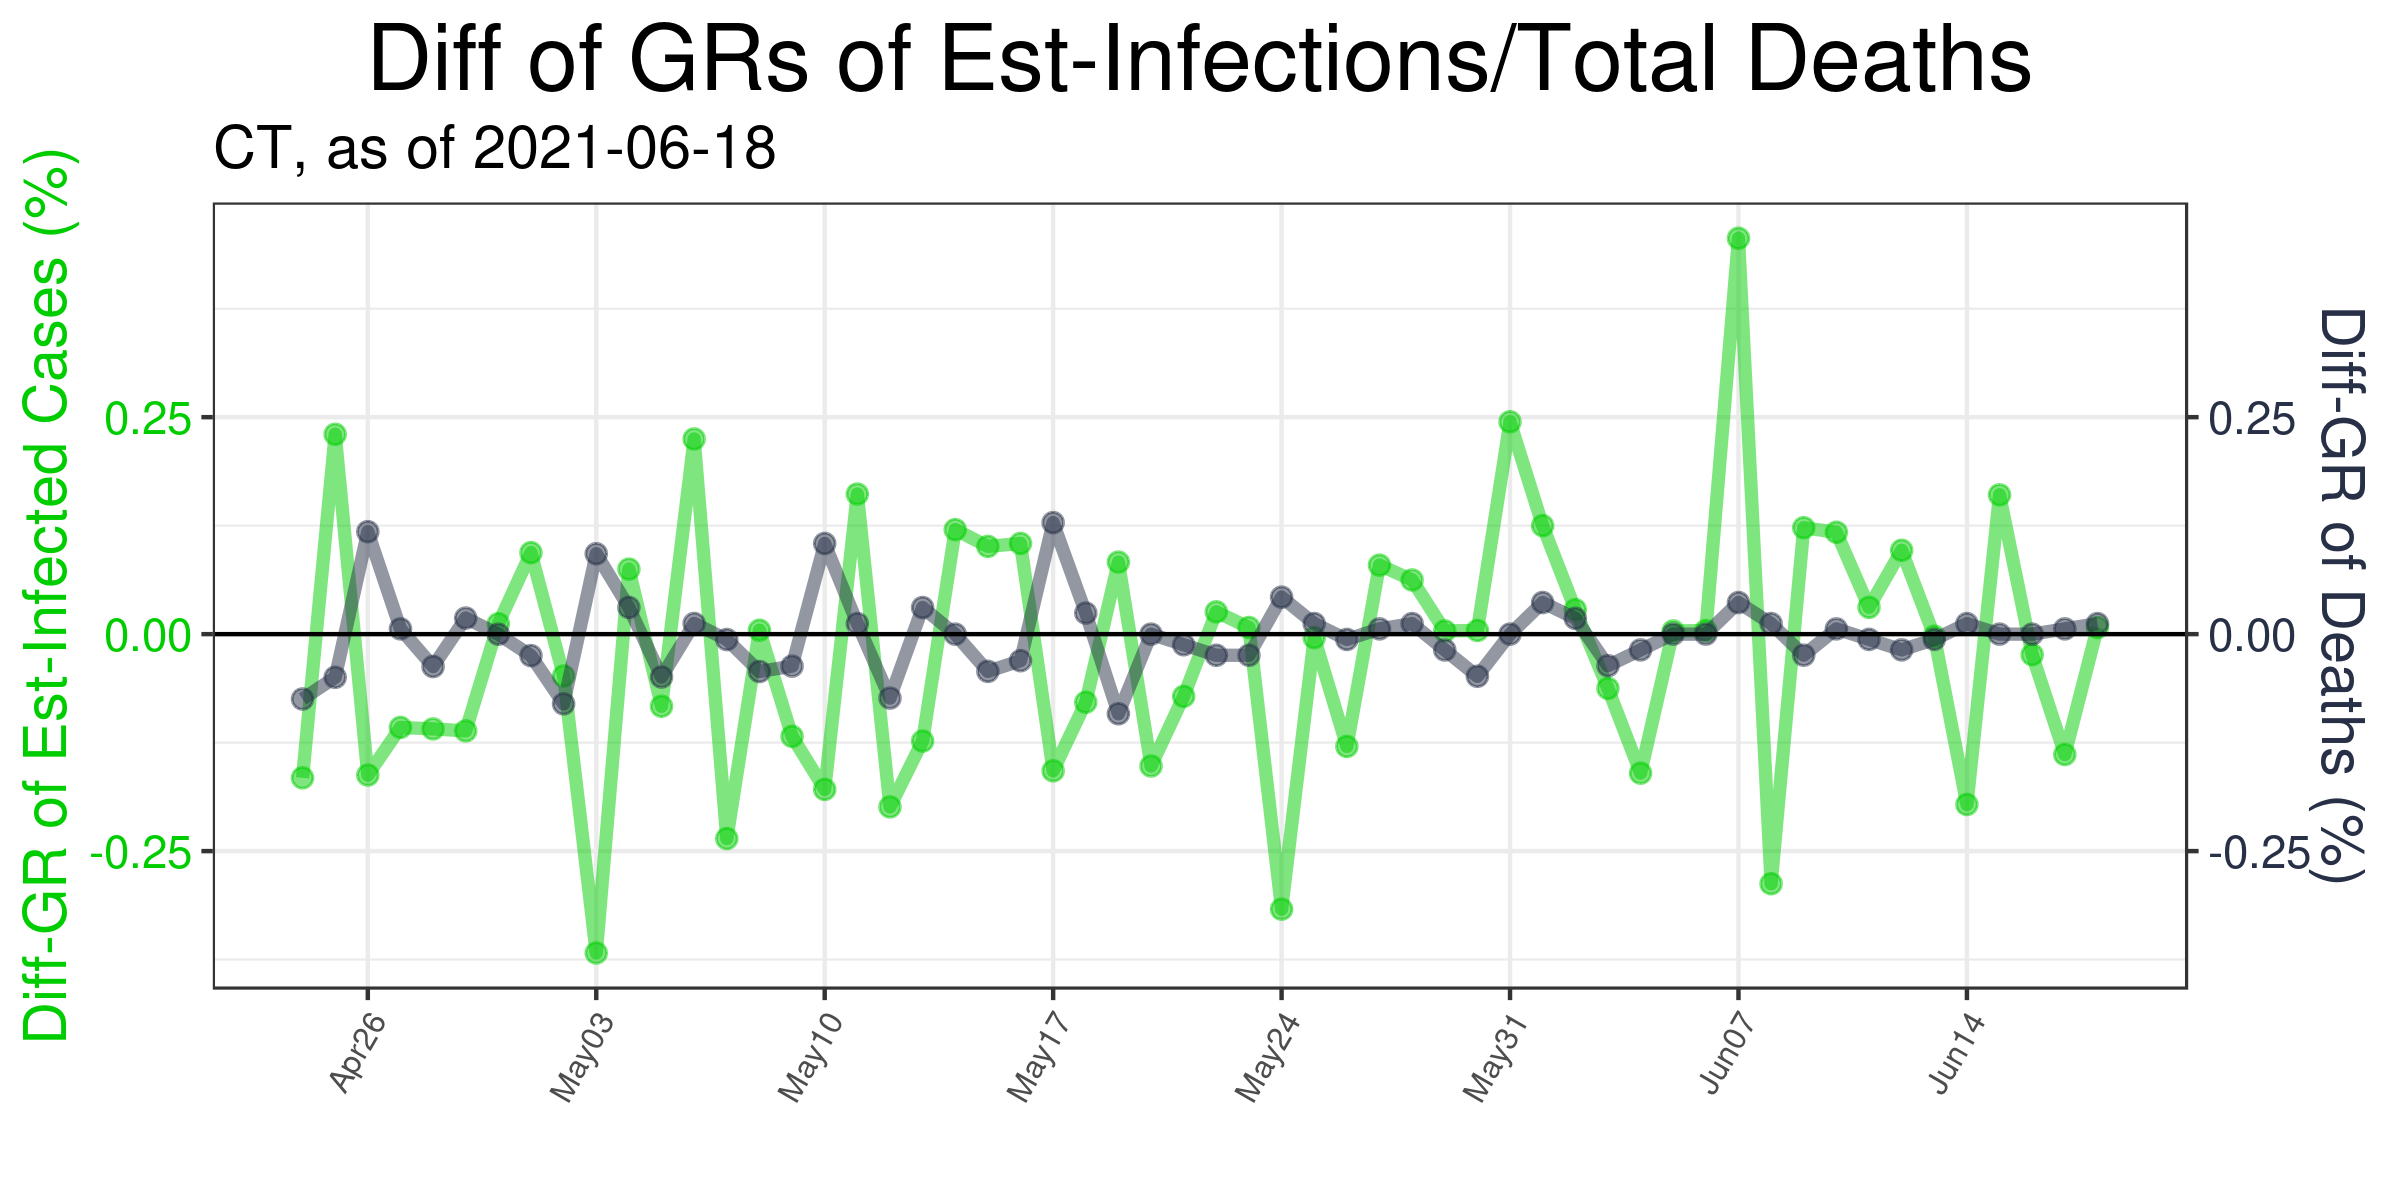 Diff of GRs of Est-Infections/Total Deaths
CT, as of 2021-06-18
Diff-GR of Est-Infected Cases (%)
0.25
0.00
-0.25
0.25
0.00
-0.25
Diff-GR of Deaths (%)
Apr26
May03
May10
May17
May24
May31
Jun07
Jun14